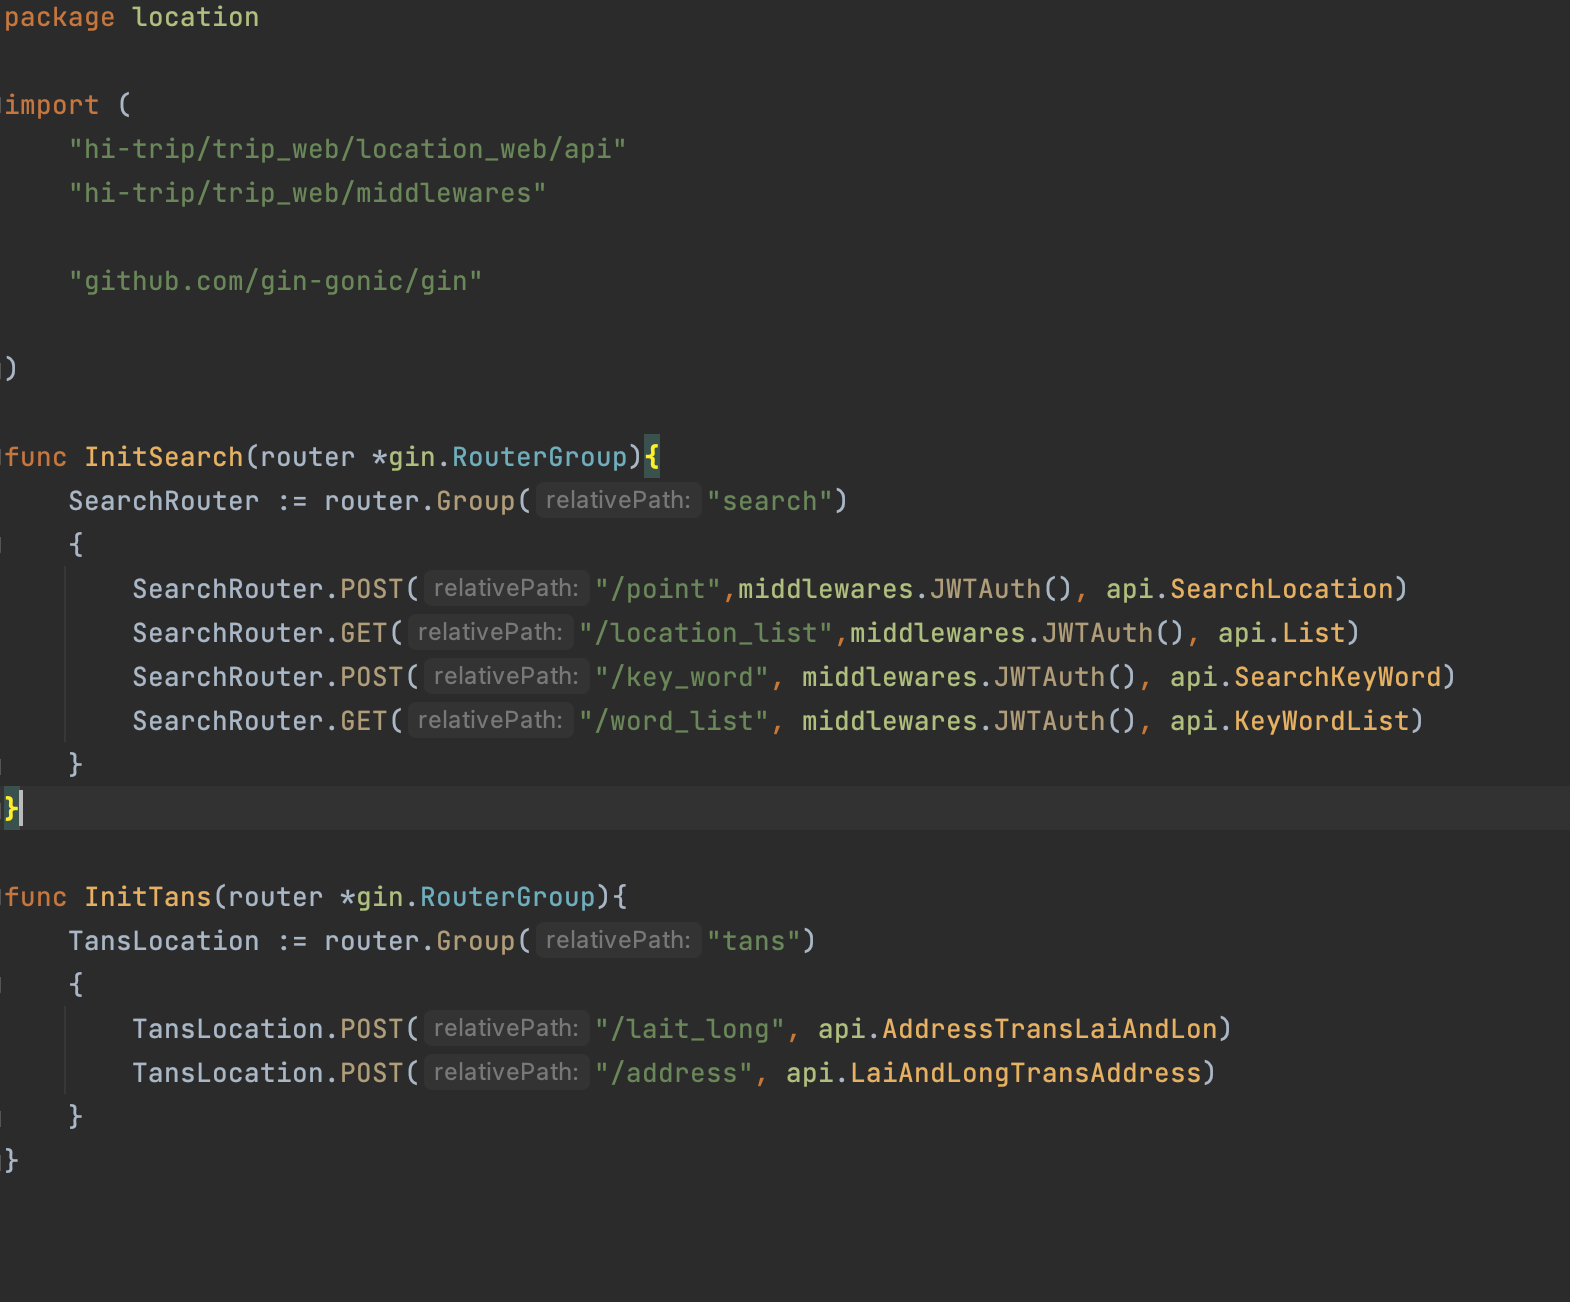 package location
import (
"hi-trip/trip_web/location_web/api"
"hi-trip/trip_web/middlewares"
"github.com/gin-gonic/gin"
)
func InitSearch(router *gin.RouterGroup){
SearchRouter := router.Group( relativePath: "search")
{
SearchRouter.POST( relativePath: "/point",middlewares.JWTAuth(), api.SearchLocation)
SearchRouter.GET( relativePath: "/location_list",middlewares.JWTAuth(), api.List)
SearchRouter.POST( relativePath: "/key_word", middlewares.JWTAuth(), api.SearchKeyWord)
SearchRouter.GET( relativePath: "/word_list", middlewares.JWTAuth(), api.KeyWordList)
}
}
func InitTans(router *gin.RouterGroup){
TansLocation := router.Group( relativePath: "tans")
{
TansLocation.POST( relativePath: "/lait_long", api.AddressTransLaiAndLon)
TansLocation.POST( relativePath: "/address", api.LaiAndLongTransAddress)
}
}